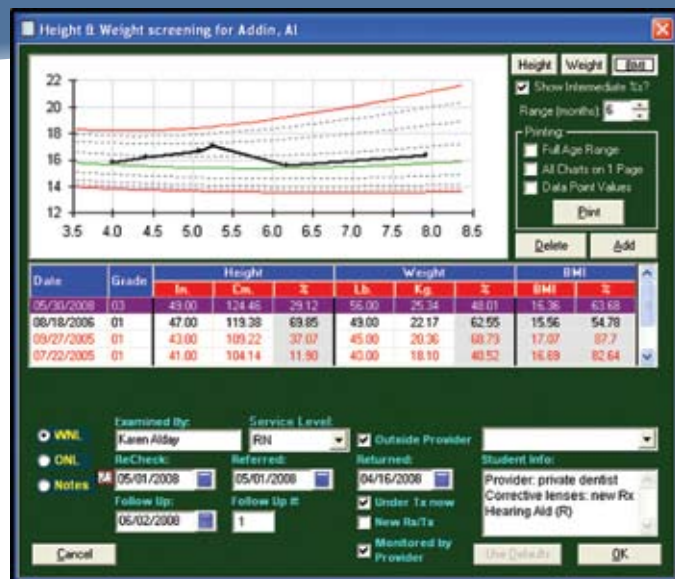 Height & Weight screening for Addin, Al
Height Weight BMI
Show Intermediate %s?
Range (months): 6
Printing:
Full Age Range
All Charts on 1 Page
Data Point Values
Print
Delete Add
22
20
18
16
14
12
3.5 4.0 4.5 5.0 5.5 6.0 6.5 7.0 7.5 8.0 8.5
Date Grade Height Weight BMI
In. Cm. % Lb. Kg. % BMI %
05/30/2008 03 49.00 124.46 29.12 56.00 25.34 48.01 16.36 63.68
08/18/2006 01 47.00 119.38 69.85 49.00 22.17 62.55 15.56 54.78
09/27/2005 01 43.00 109.22 37.07 45.00 20.36 68.73 17.07 87.7
07/22/2005 01 41.00 104.14 11.90 40.00 18.10 40.52 16.69 82.64
WNL
ONL
Notes
Examined By: Service Level:
Karen Alday RN Outside Provider
ReCheck: Referred: Returned: Student Info:
05/01/2008 05/01/2008 04/16/2008
Provider: private dentist
Corrective lenses: new Rx
Hearing Aid (R)
Follow Up: Follow Up #: Under Tx now
06/02/2008 1 New Rx/Tx
Monitored by Provider
Cancel Use Defaults OK